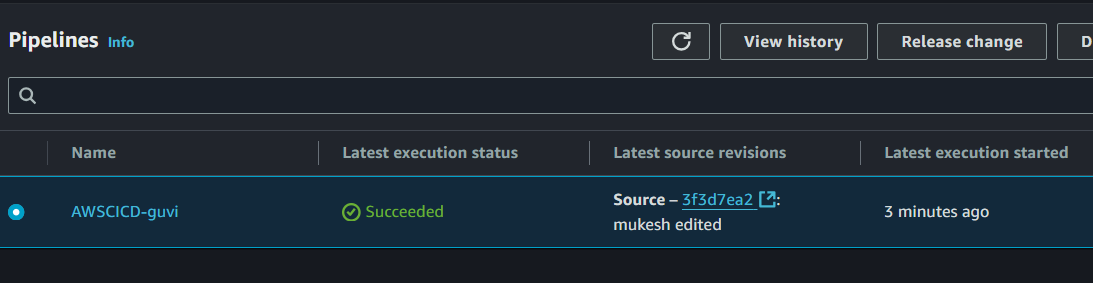 Pipelines Info
View history
Release change
D
Name Latest execution status Latest source revisions Latest execution started
AWSCICD-guvi Succeeded Source – 3f3d7ea2 : 3 minutes ago
mukesh edited